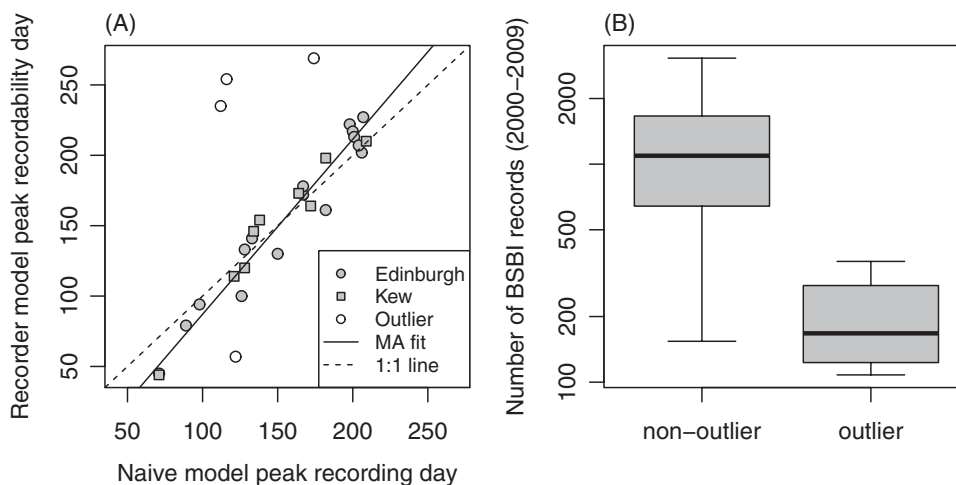 (A)
Recorder model peak recordability day
250
200
150
100
50
Edinburgh
Kew
Outlier
MA fit
1:1 line
50 100 150 200 250
Naive model peak recording day
(B)
Number of BSBI records (2000−2009)
2000
500
200
100
non−outlier outlier